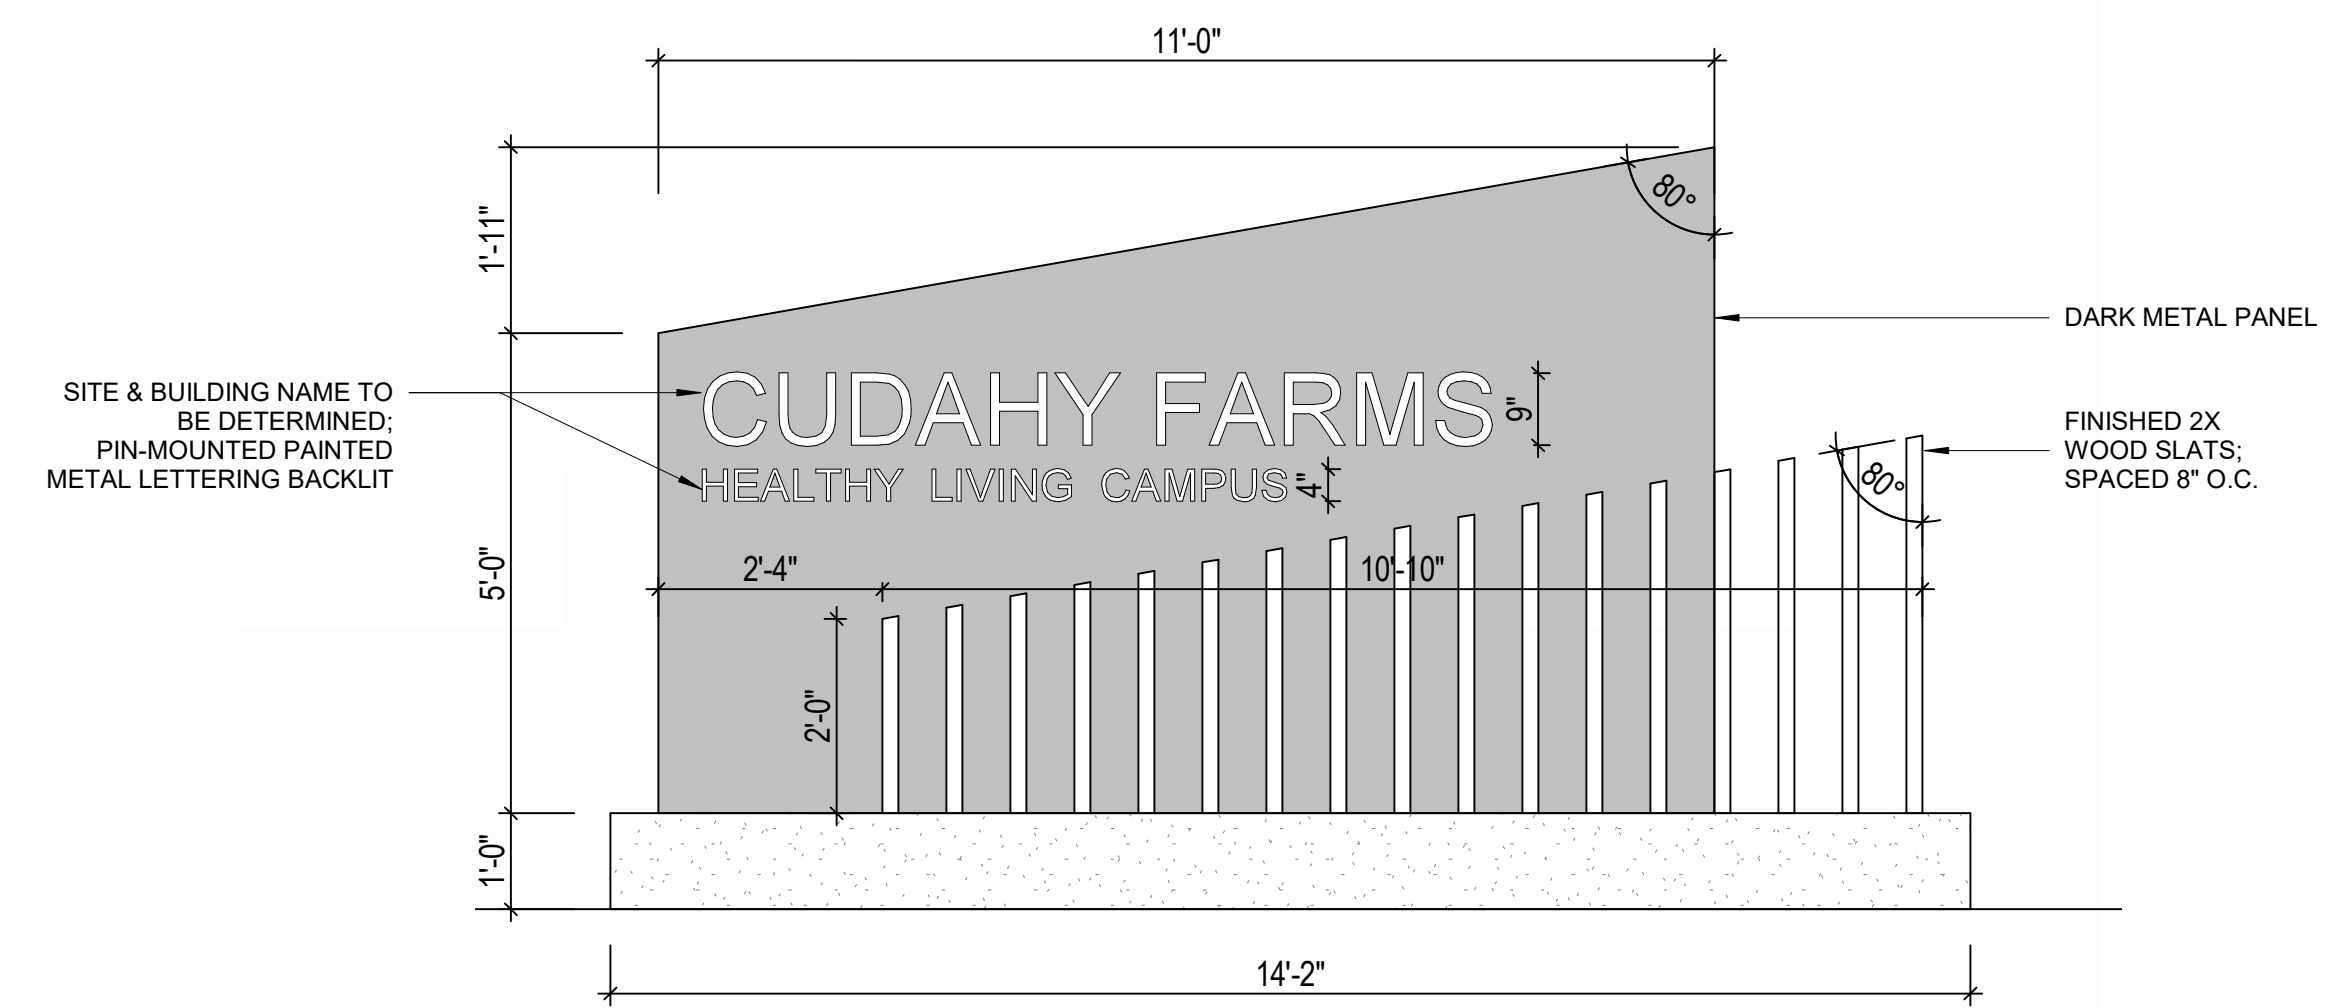 11'-0"
1'-11"
80°
DARK METAL PANEL
SITE & BUILDING NAME TO
BE DETERMINED;
PIN-MOUNTED PAINTED
METAL LETTERING BACKLIT
CUDAHY FARMS
9"
HEALTHY LIVING CAMPUS
4"
FINISHED 2X
WOOD SLATS;
SPACED 8" O.C.
80°
5'-0"
2'-4"
10'-10"
2'-0"
1'-0"
14'-2"